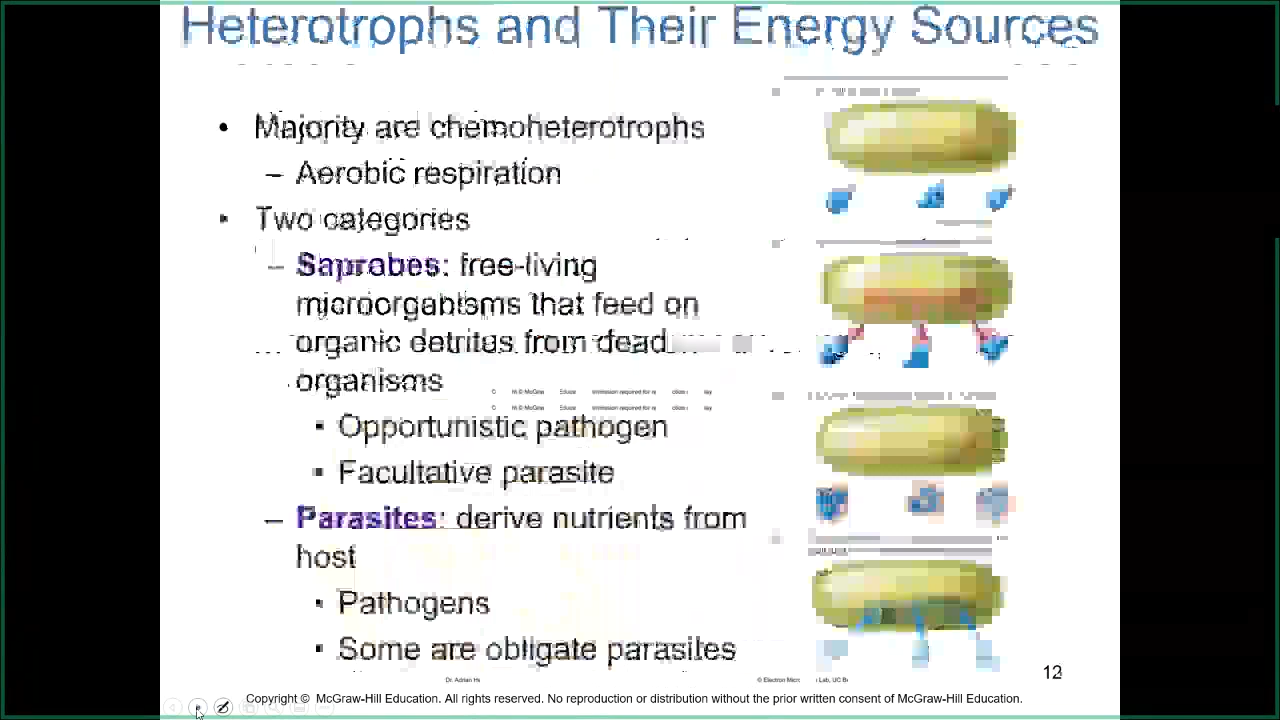 Heterotrophs and Their Energy Sources
• Majority are chemoheterotrophs
– Aerobic respiration
• Two categories
– Saprobes: free-living
microorganisms that feed on
organic detritus from dead
organisms
▪ Opportunistic pathogen
▪ Facultative parasite
– Parasites: derive nutrients from
host
▪ Pathogens
▪ Some are obligate parasites
12
Copyright © McGraw-Hill Education. All rights reserved. No reproduction or distribution without the prior written consent of McGraw-Hill Education.